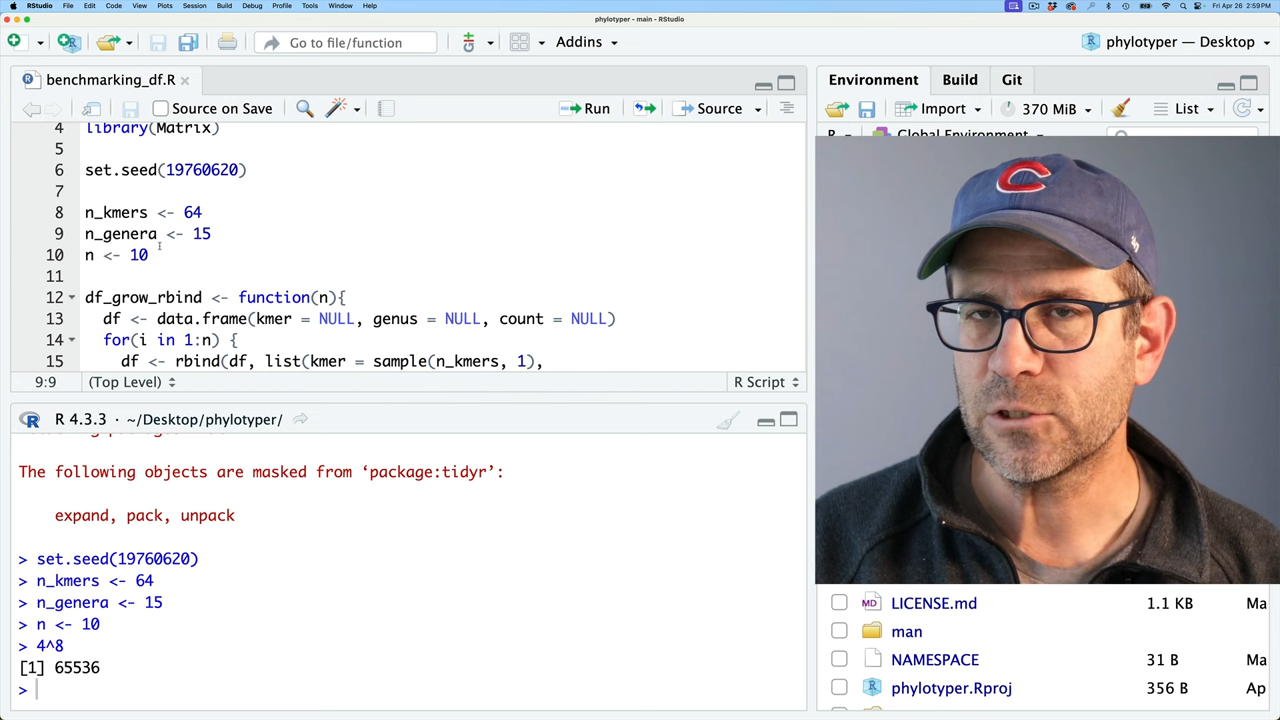 RStudio File Edit Code View Plots Session Build Debug Profile Tools Window Help Fri Apr 26 2:59 PM
phylotyper - main - RStudio
Go to file/function Addins phylotyper — Desktop
benchmarking_df.R
Source on Save Run Source
4 library(Matrix)
5
6 set.seed(19760620)
7
8 n_kmers <- 64
9 n_genera <- 15
10 n <- 10
11
12 df_grow_rbind <- function(n){
13 df <- data.frame(kmer = NULL, genus = NULL, count = NULL)
14 for(i in 1:n) {
15 df <- rbind(df, list(kmer = sample(n_kmers, 1),
9:9 (Top Level) R Script
R 4.3.3 · ~/Desktop/phylotyper/
The following objects are masked from ‘package:tidyr’:
expand, pack, unpack
> set.seed(19760620)
> n_kmers <- 64
> n_genera <- 15
> n <- 10
> 4^8
[1] 65536
>
Environment Build Git
Import 370 MiB List
R Global Environment
C
MD LICENSE.md 1.1 KB Ma
man
NAMESPACE 31 B Ma
phylotyper.Rproj 356 B Ap